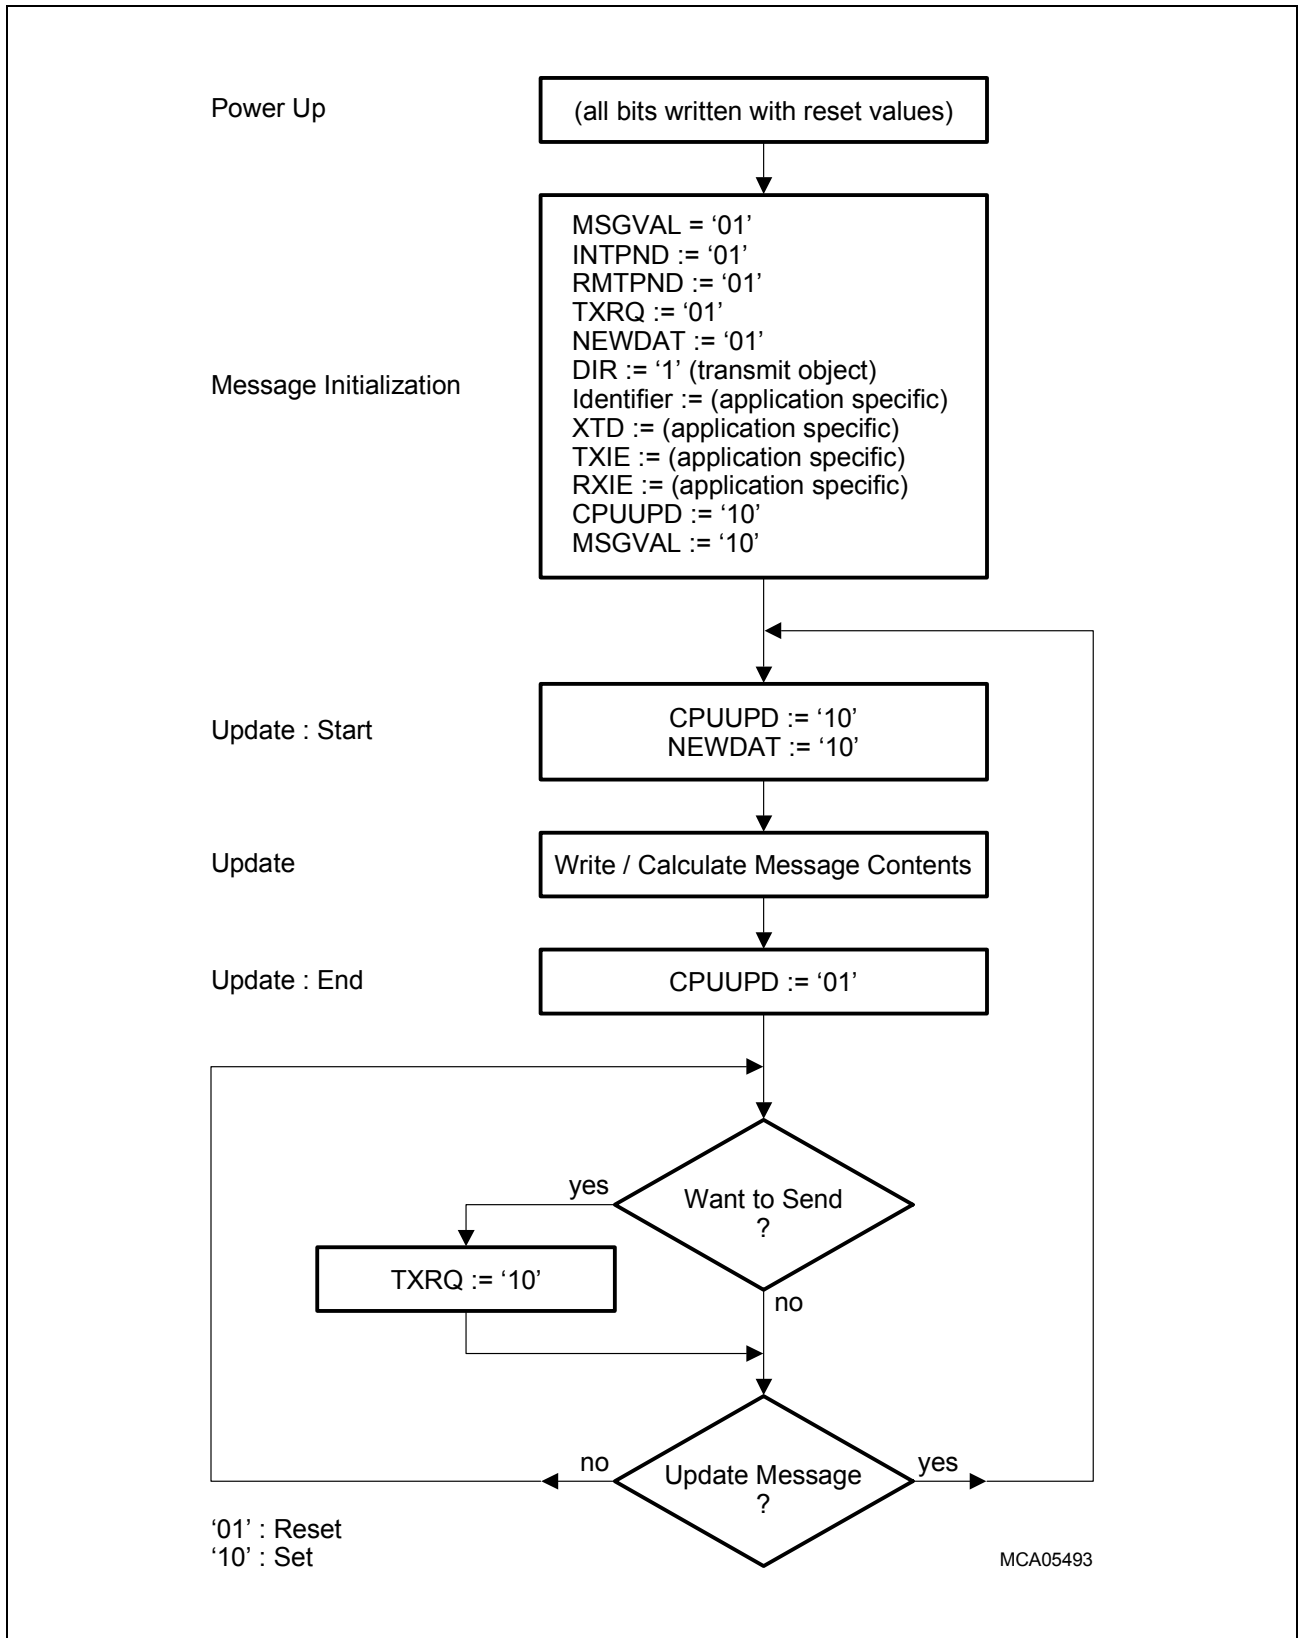 Power Up
(all bits written with reset values)
Message Initialization
MSGVAL = ‘01’
INTPND := ‘01’
RMTPND := ‘01’
TXRQ := ‘01’
NEWDAT := ‘01’
DIR := ‘1’ (transmit object)
Identifier := (application specific)
XTD := (application specific)
TXIE := (application specific)
RXIE := (application specific)
CPUUPD := ‘10’
MSGVAL := ‘10’
Update : Start
CPUUPD := ‘10’
NEWDAT := ‘10’
Update
Write / Calculate Message Contents
Update : End
CPUUPD := ‘01’
yes
Want to Send
?
TXRQ := ‘10’
no
no
Update Message
?
yes
‘01’ : Reset
‘10’ : Set
MCA05493